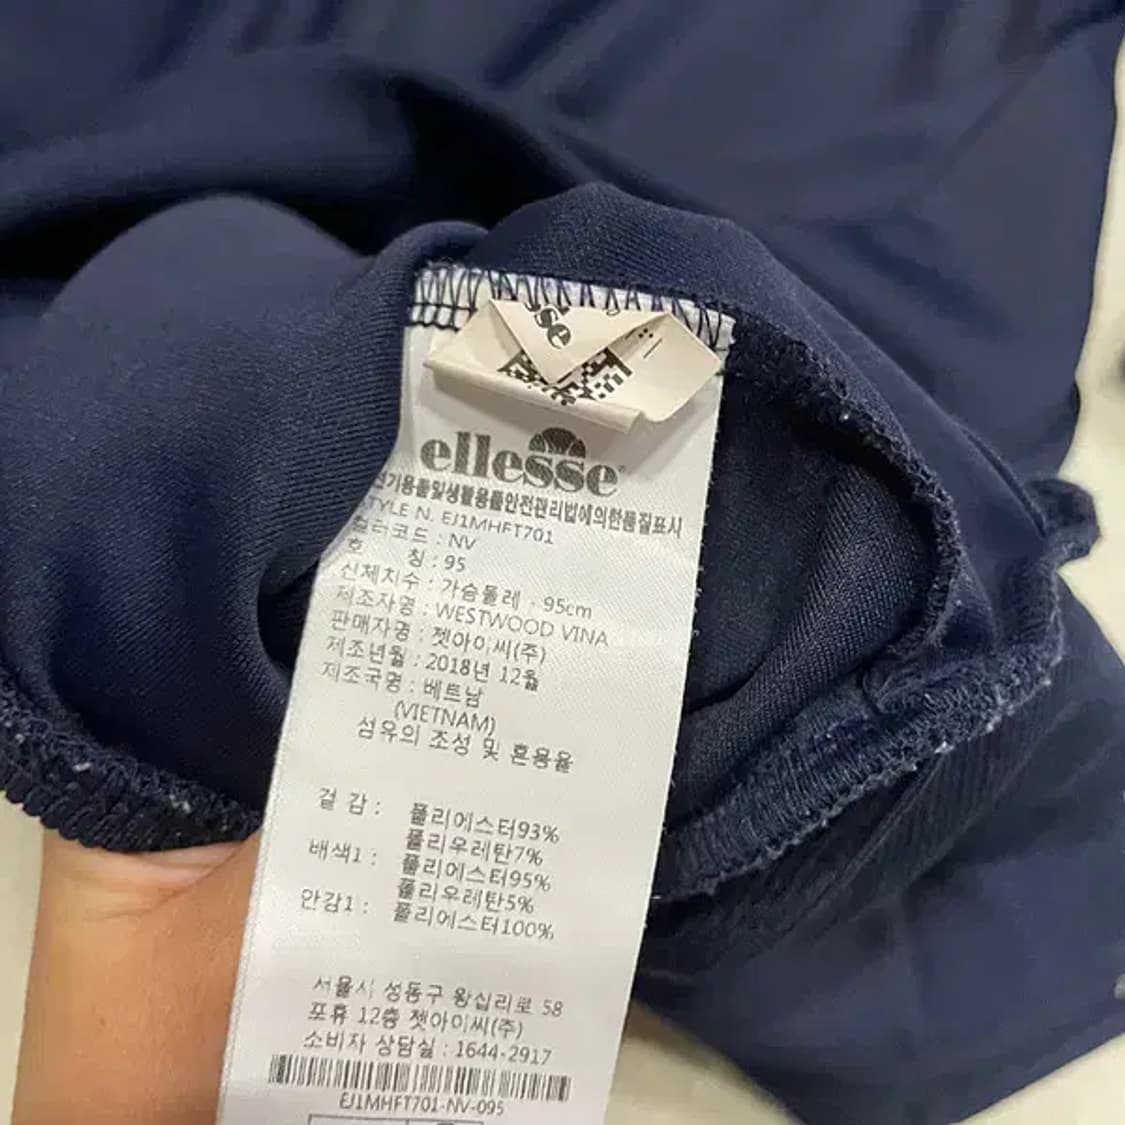 se
ellesse
전기용품및생활용품안전관리법에의한품질표시
STYLE N. EJ1MHFT701
컬러코드 : NV
호 칭 : 95
신체치수 : 가슴둘레 - 95cm
제조자명 : WESTWOOD VINA
판매자명 : 젯아이씨(주)
제조년월 : 2018년 12월
제조국명 : 베트남
(VIETNAM)
섬유의 조성 및 혼용율
겉 감 : 폴리에스터93%
폴리우레탄7%
배색1 : 폴리에스터95%
폴리우레탄5%
안감1 : 폴리에스터100%
서울시 성동구 왕십리로 58
포휴 12층 젯아이씨(주)
소비자 상담실 : 1644-2917
EJ1MHFT701-NV-095